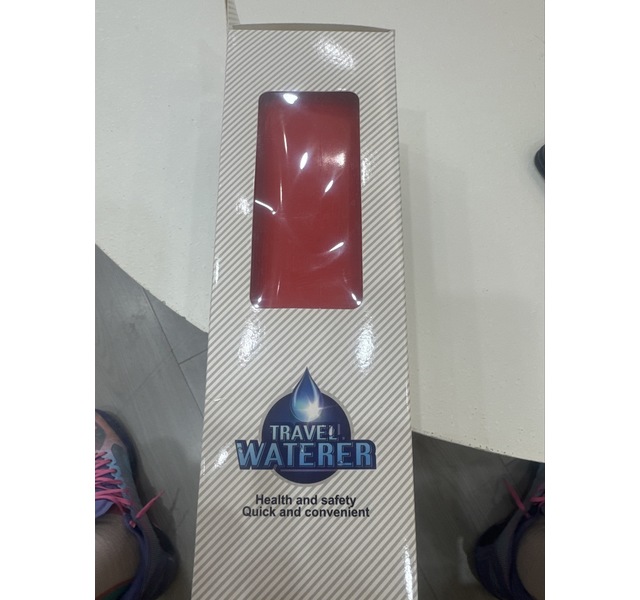 TRAVEL
WATERER
Health and safety
Quick and convenient